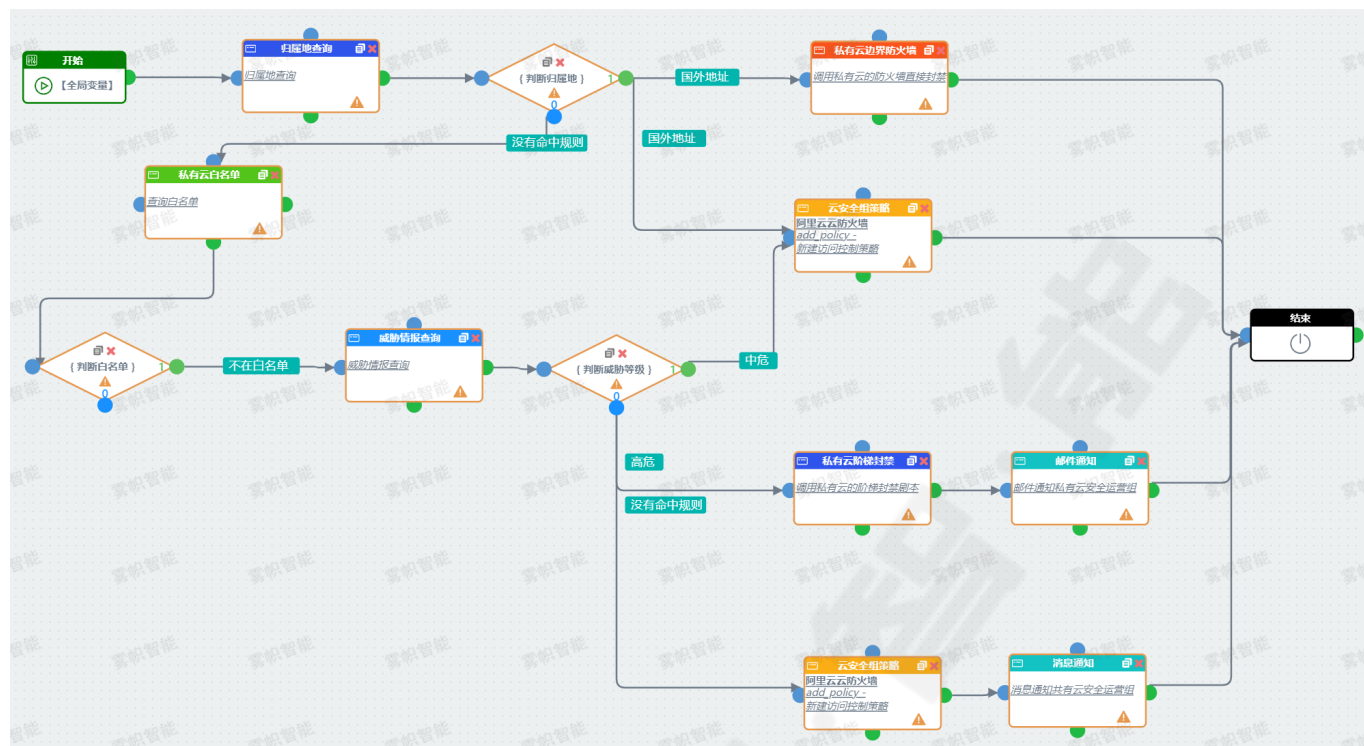 开始
【全局变量】
归属地查询
归属地查询
{ 判断归属地 }
1
0
国外地址
私有云边界防火墙
调用私有云的防火墙直接封禁
没有命中规则
国外地址
私有云白名单
查询白名单
云安全组策略
阿里云云防火墙
add_policy -
新建访问控制策略
结束
{ 判断白名单 }
1
0
不在白名单
威胁情报查询
威胁情报查询
{ 判断威胁等级 }
1
0
中危
高危
没有命中规则
私有云阶梯封禁
调用私有云的阶梯封禁剧本
邮件通知
邮件通知私有云安全运营组
云安全组策略
阿里云云防火墙
add_policy -
新建访问控制策略
消息通知
消息通知共有云安全运营组
雾帜智能